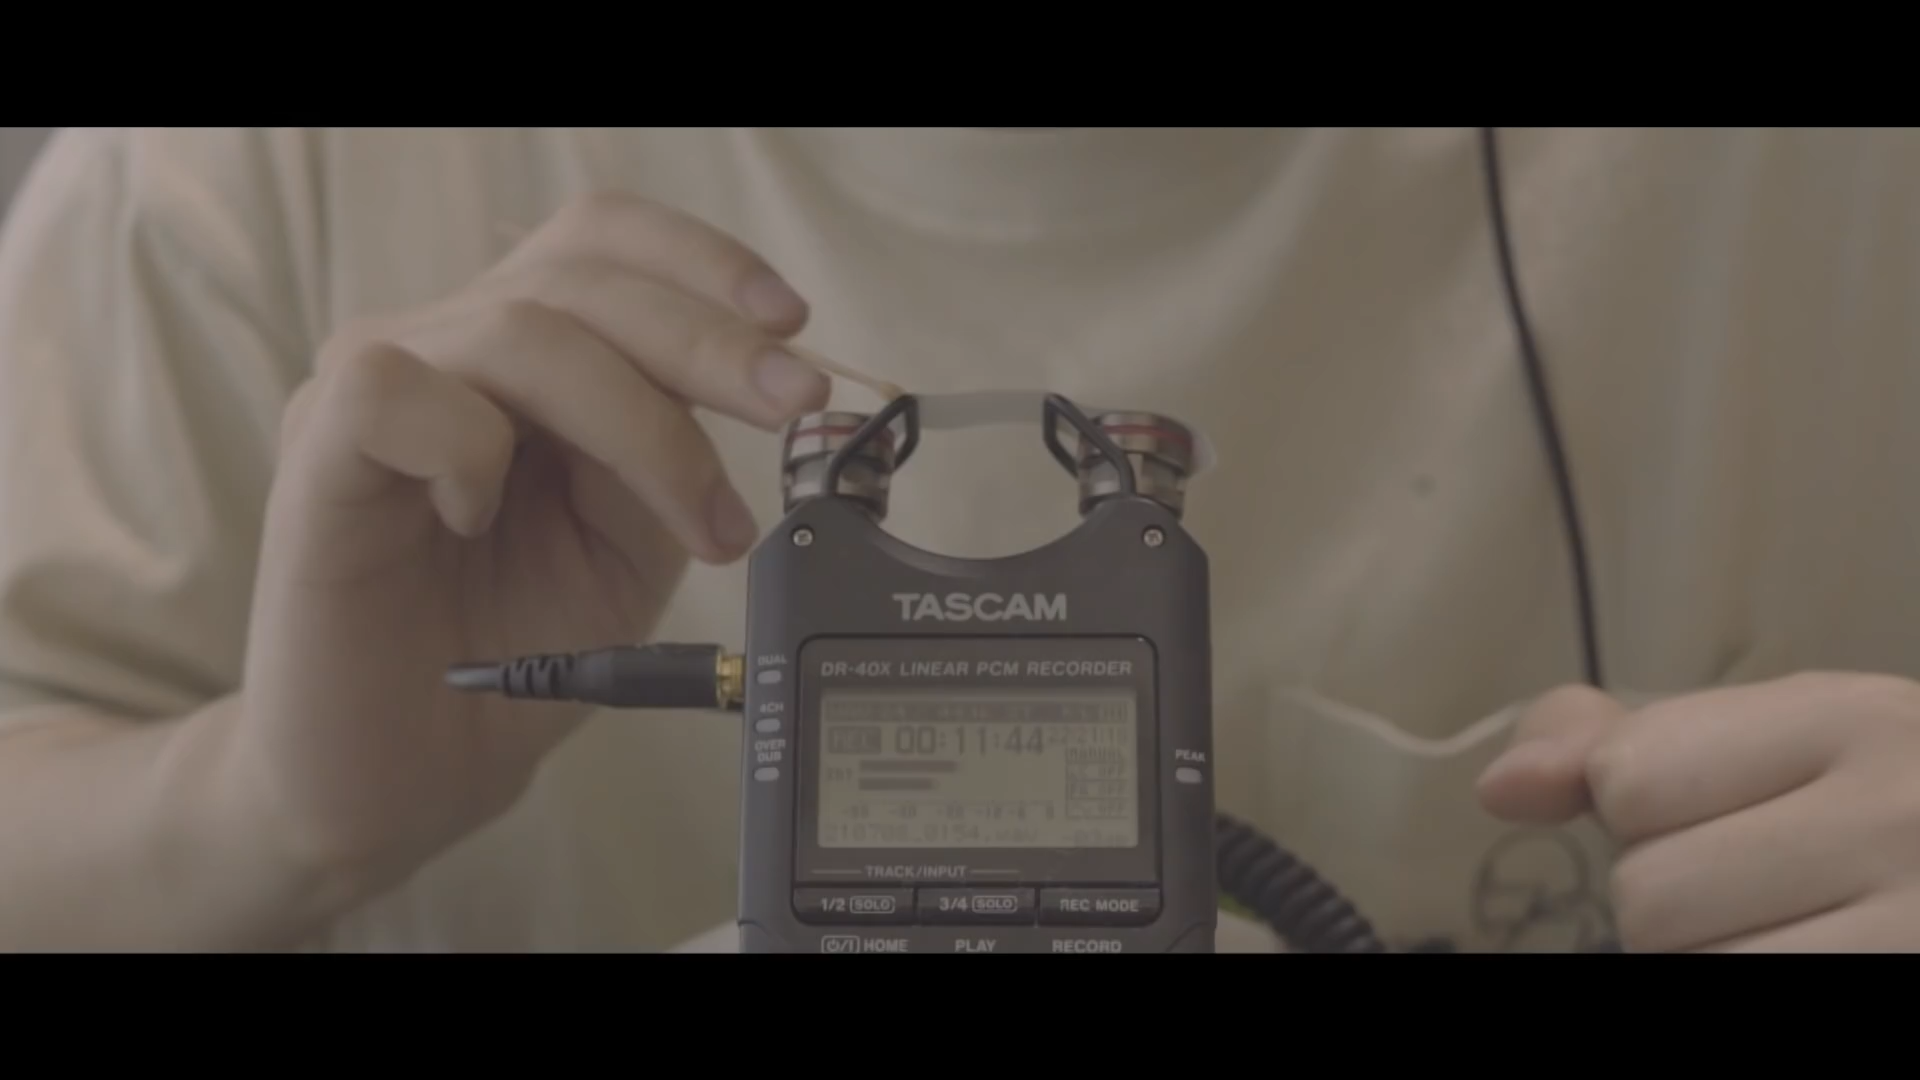 TASCAM
DR-40X LINEAR PCM RECORDER
DUAL
4CH
OVER
DUB
PEAK
00:11:44
MANUAL
TRACK/INPUT
1/2 SOLO
3/4 SOLO
REC MODE
⏻/I HOME
PLAY
RECORD